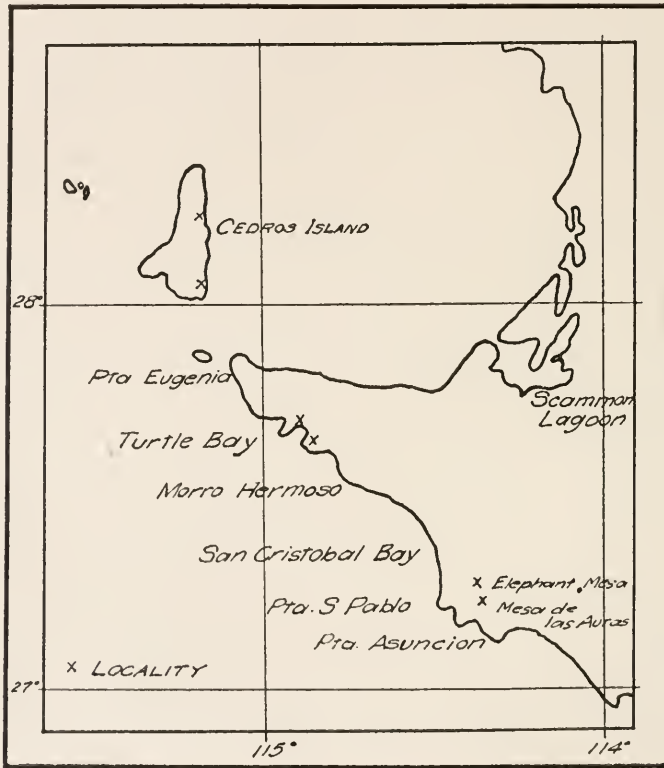 CEDROS ISLAND
28°
Pta Eugenia
Scammon
Lagoon
Turtle Bay
Morro Hermoso
San Cristobal Bay
x Elephant Mesa
Pta. S Pablo
x Mesa de
las Auras
Pta. Asuncion
x LOCALITY
27°
115°
114°